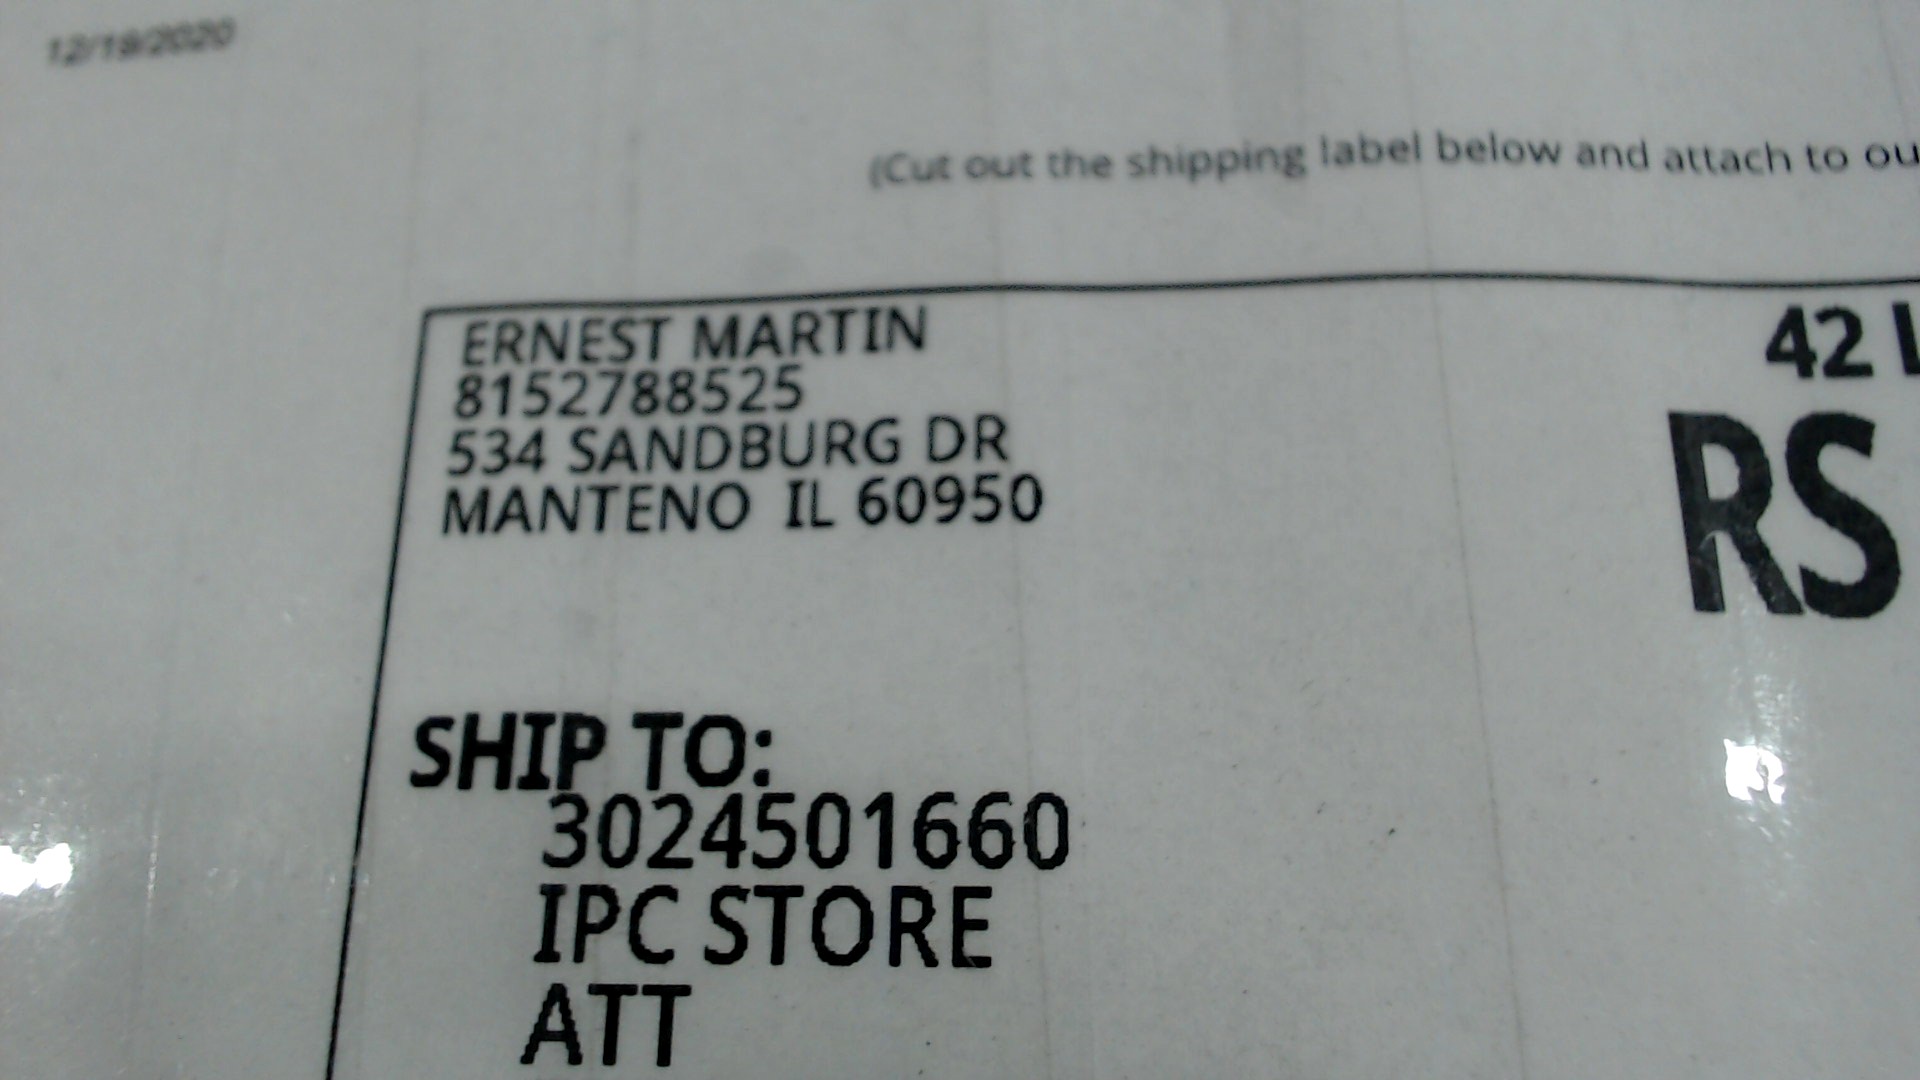 12/19/2020
(Cut out the shipping label below and attach to ou
ERNEST MARTIN
8152788525
534 SANDBURG DR
MANTENO IL 60950
42 L
RS
SHIP TO:
3024501660
IPC STORE
ATT